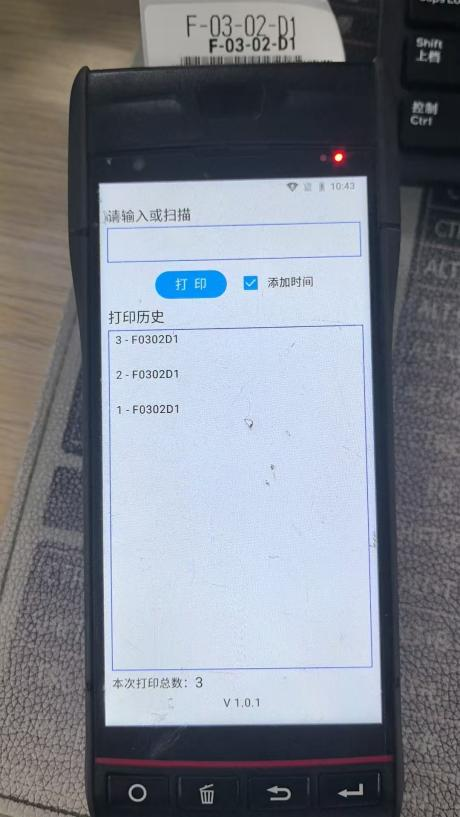 F-03-02-D1
F-03-02-D1
Shift
上档
控制
Ctrl
10:43
请输入或扫描
打印
添加时间
打印历史
3 - F0302D1
2 - F0302D1
1 - F0302D1
本次打印总数：3
V 1.0.1